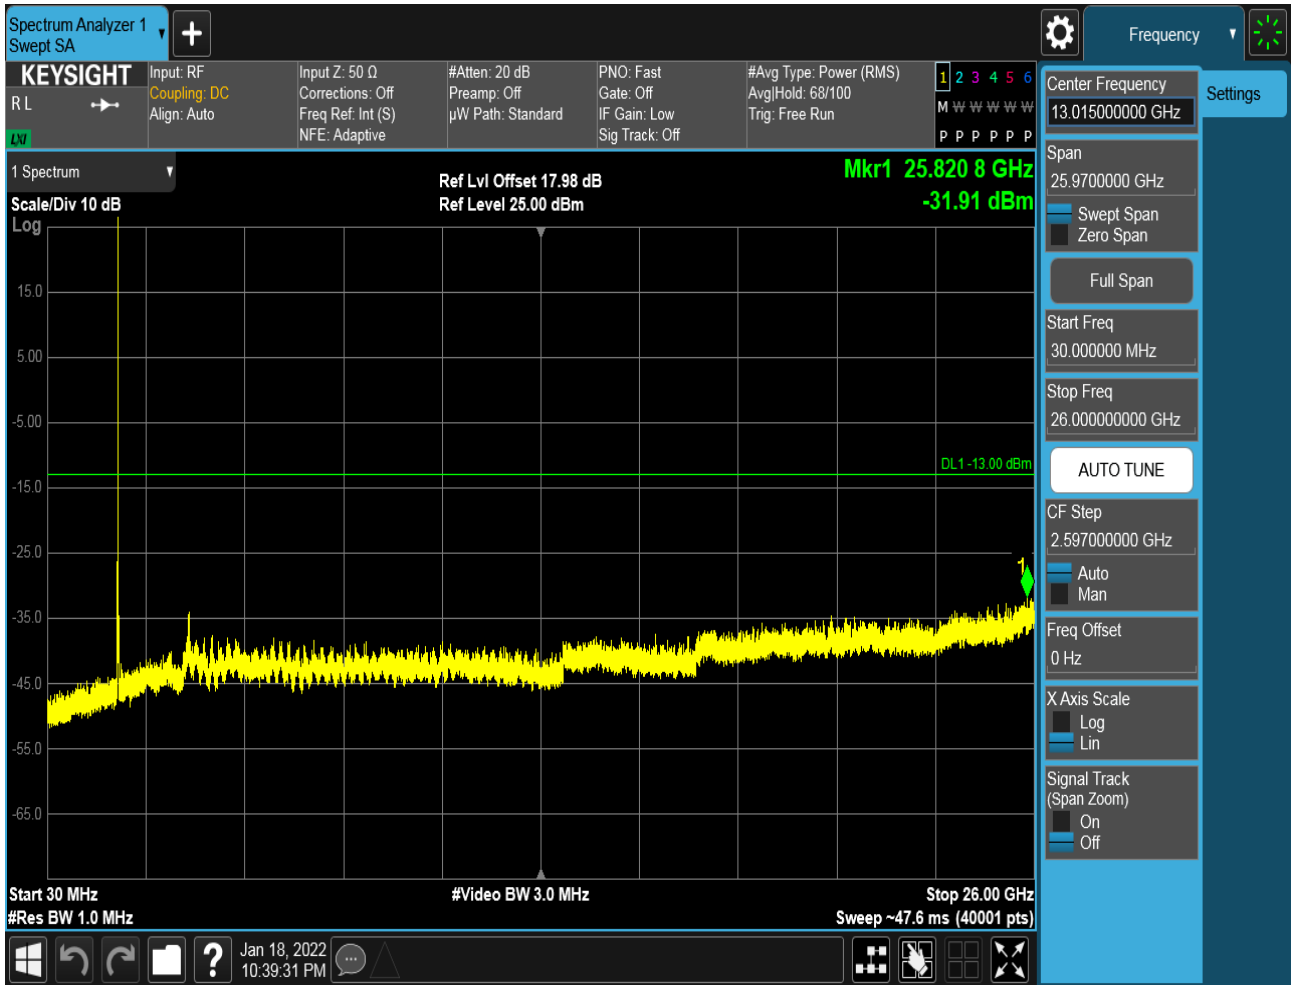 Spectrum Analyzer 1
Swept SA
Frequency
KEYSIGHT
R L
LXI
Input: RF
Coupling: DC
Align: Auto
Input Z: 50 Ω
Corrections: Off
Freq Ref: Int (S)
NFE: Adaptive
#Atten: 20 dB
Preamp: Off
µW Path: Standard
PNO: Fast
Gate: Off
IF Gain: Low
Sig Track: Off
#Avg Type: Power (RMS)
Avg|Hold: 68/100
Trig: Free Run
1 2 3 4 5 6
M W W W W W
P P P P P P
1 Spectrum
Scale/Div 10 dB
Log
Ref Lvl Offset 17.98 dB
Ref Level 25.00 dBm
Mkr1 25.820 8 GHz
-31.91 dBm
15.0
5.00
-5.00
-15.0
-25.0
-35.0
-45.0
-55.0
-65.0
DL1 -13.00 dBm
1
Start 30 MHz
#Res BW 1.0 MHz
#Video BW 3.0 MHz
Stop 26.00 GHz
Sweep ~47.6 ms (40001 pts)
Jan 18, 2022
10:39:31 PM
Center Frequency
13.015000000 GHz
Settings
Span
25.9700000 GHz
Swept Span
Zero Span
Full Span
Start Freq
30.000000 MHz
Stop Freq
26.000000000 GHz
AUTO TUNE
CF Step
2.597000000 GHz
Auto
Man
Freq Offset
0 Hz
X Axis Scale
Log
Lin
Signal Track
(Span Zoom)
On
Off